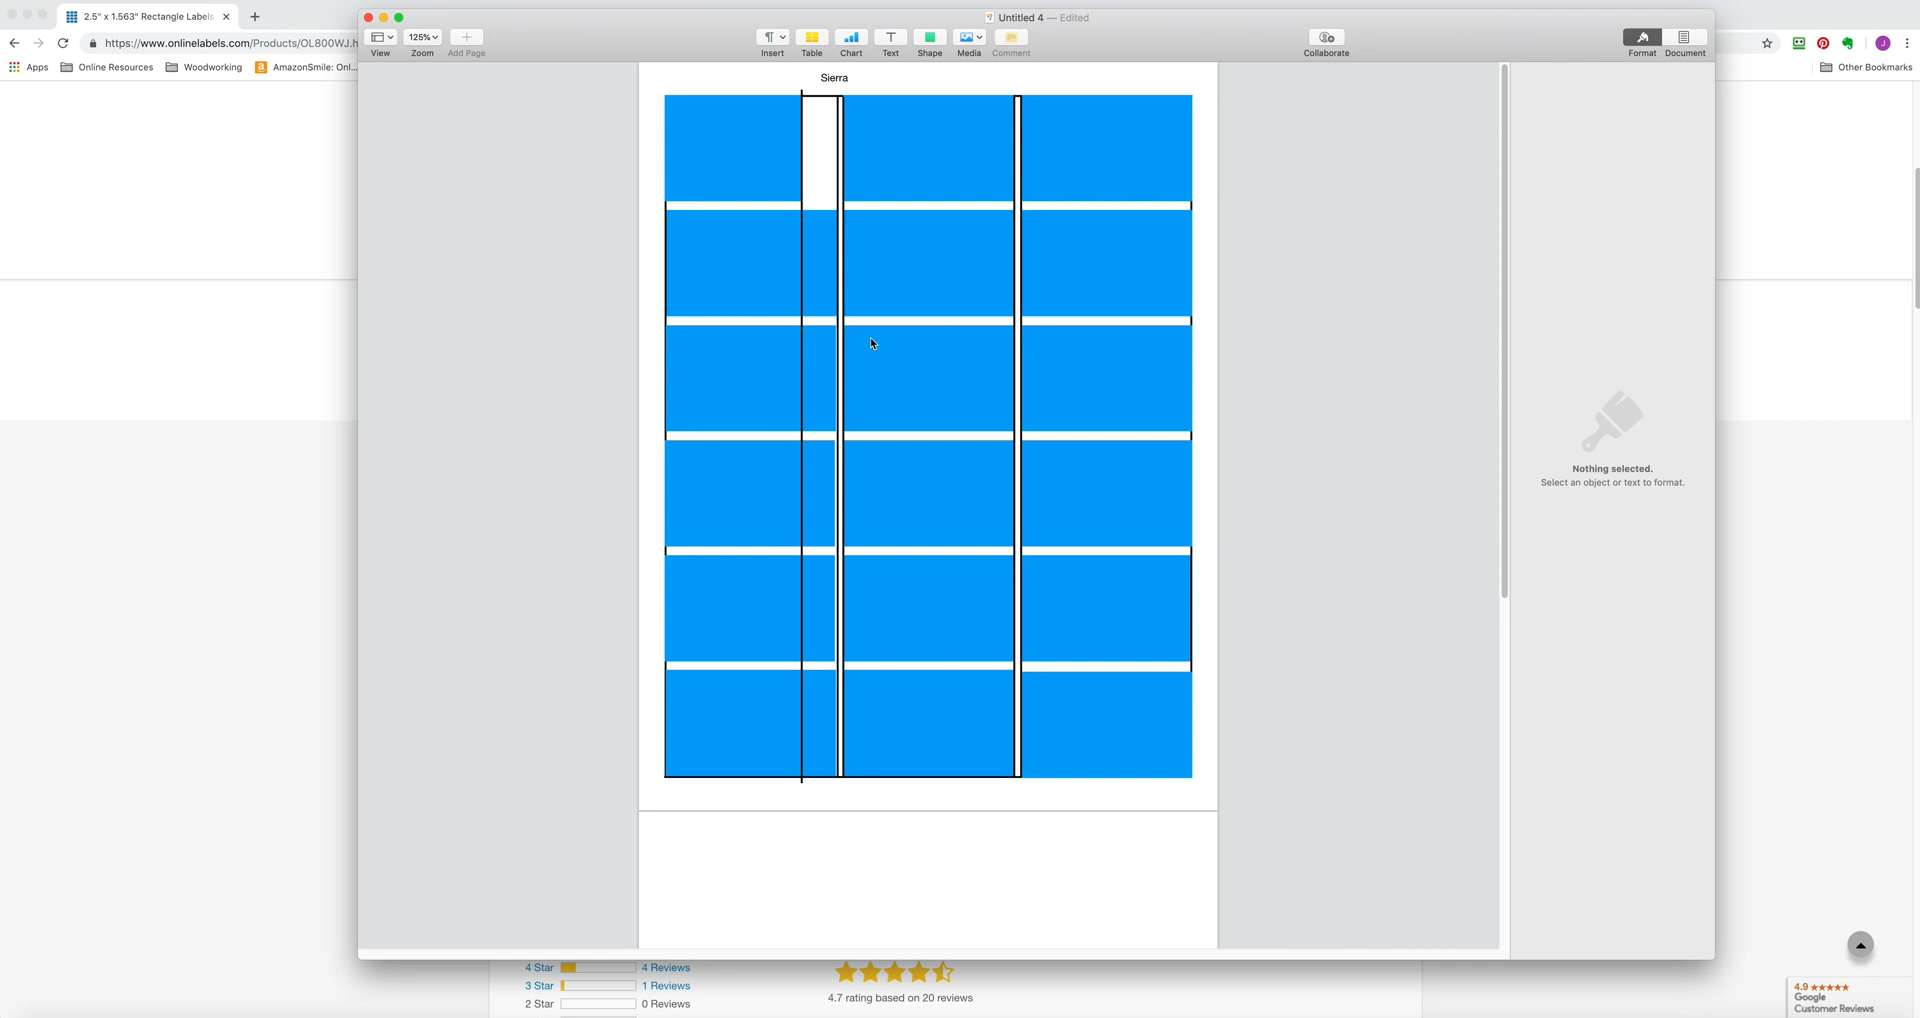 2.5" x 1.563" Rectangle Labels
https://www.onlinelabels.com/Products/OL800WJ.h
Apps
Online Resources
Woodworking
AmazonSmile: Onl...
Other Bookmarks
J
Untitled 4 — Edited
125%
View
Zoom
Add Page
Insert
Table
Chart
Text
Shape
Media
Comment
Collaborate
Format
Document
Sierra
Nothing selected.
Select an object or text to format.
4 Star
4 Reviews
3 Star
1 Reviews
2 Star
0 Reviews
4.7 rating based on 20 reviews
4.9
Google
Customer Reviews